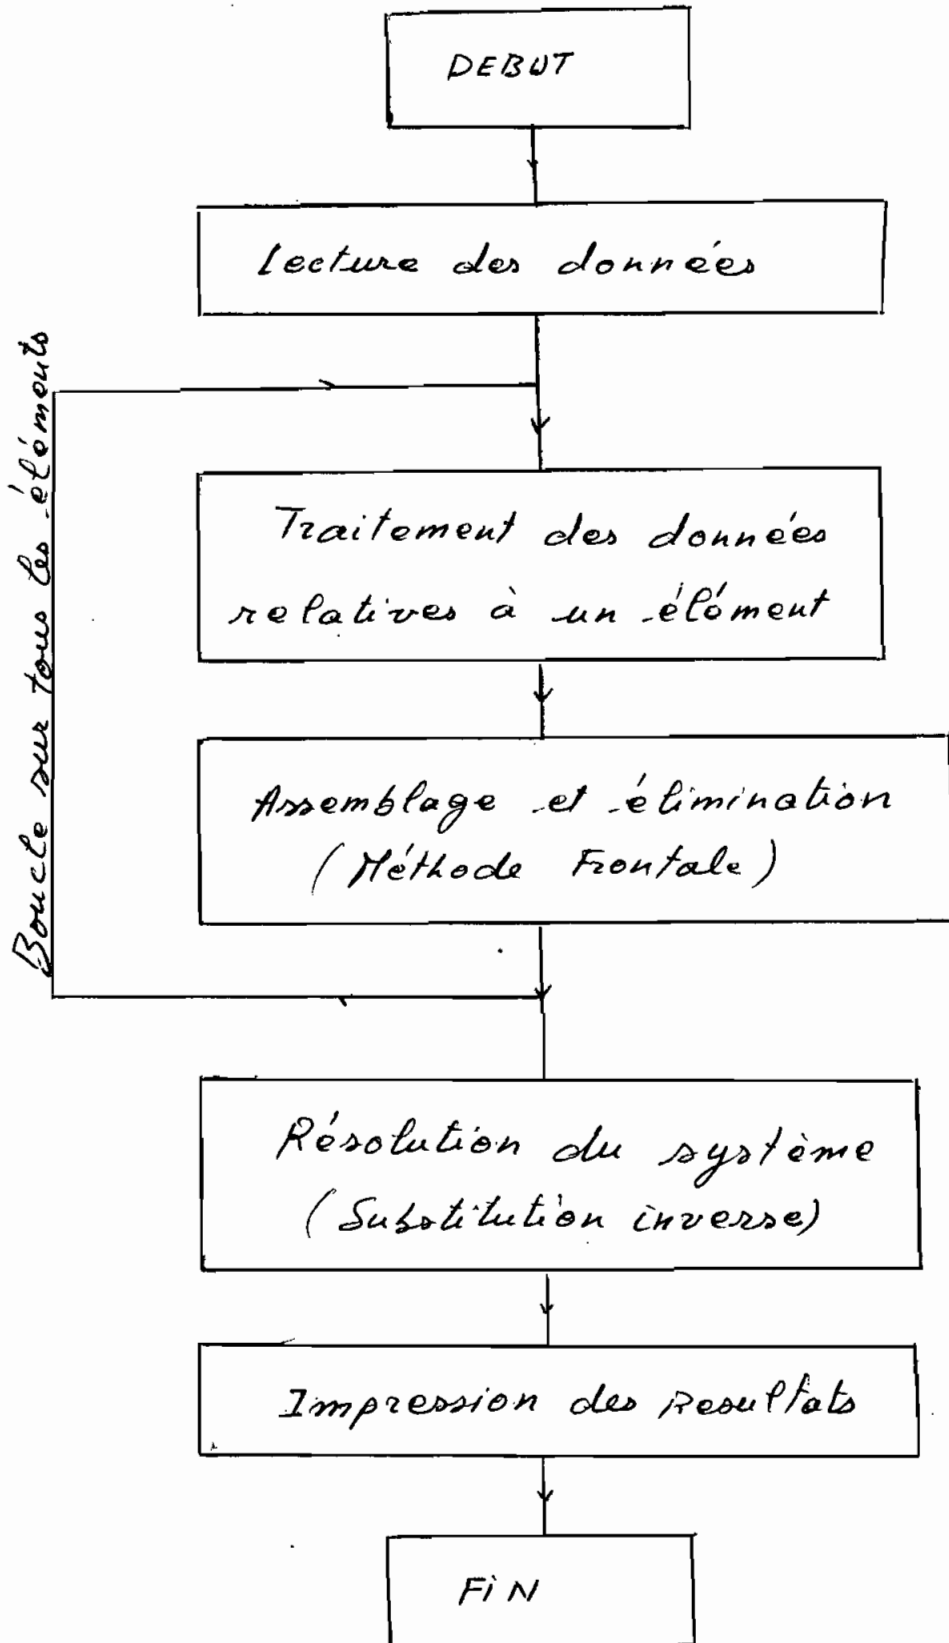 DEBUT
Lecture des données
Boucle sur tous les éléments
Traitement des données
relatives à un élément
Assemblage et élimination
(Méthode Frontale)
Résolution du système
(Substitution inverse)
Impression des Resultats
FiN